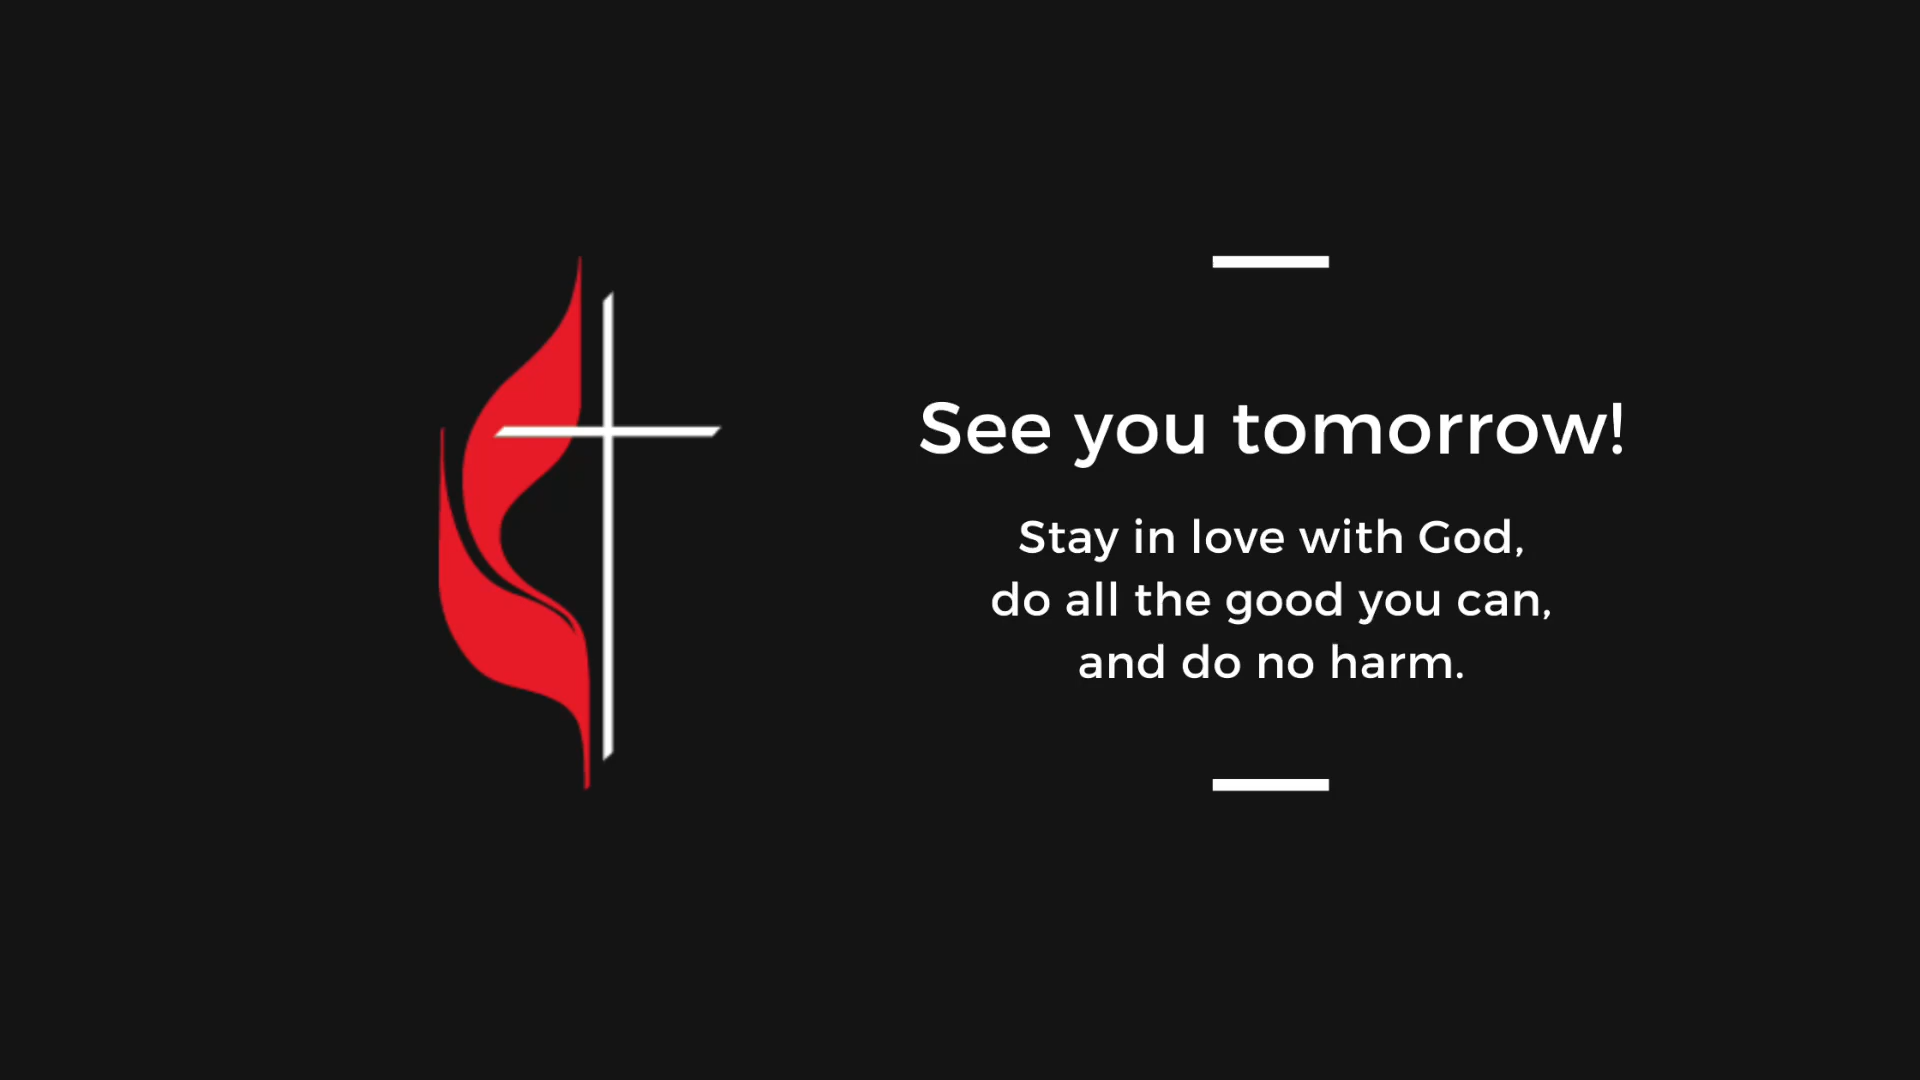 See you tomorrow!
Stay in love with God,
do all the good you can,
and do no harm.